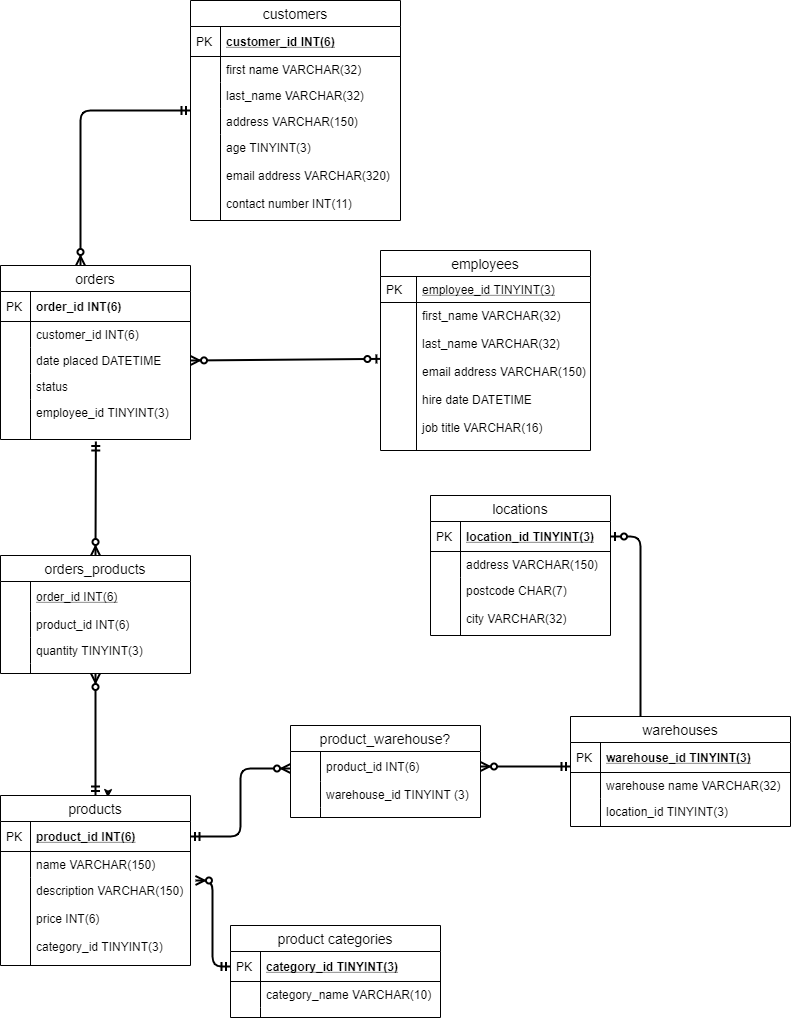 customers
PK customer_id INT(6)
first name VARCHAR(32)
last_name VARCHAR(32)
address VARCHAR(150)
age TINYINT(3)
email address VARCHAR(320)
contact number INT(11)
orders
PK order_id INT(6)
customer_id INT(6)
date placed DATETIME
status
employee_id TINYINT(3)
employees
PK employee_id TINYINT(3)
first_name VARCHAR(32)
last_name VARCHAR(32)
email address VARCHAR(150)
hire date DATETIME
job title VARCHAR(16)
locations
PK location_id TINYINT(3)
address VARCHAR(150)
postcode CHAR(7)
city VARCHAR(32)
orders_products
order_id INT(6)
product_id INT(6)
quantity TINYINT(3)
product_warehouse?
product_id INT(6)
warehouse_id TINYINT (3)
warehouses
PK warehouse_id TINYINT(3)
warehouse name VARCHAR(32)
location_id TINYINT(3)
products
PK product_id INT(6)
name VARCHAR(150)
description VARCHAR(150)
price INT(6)
category_id TINYINT(3)
product categories
PK category_id TINYINT(3)
category_name VARCHAR(10)